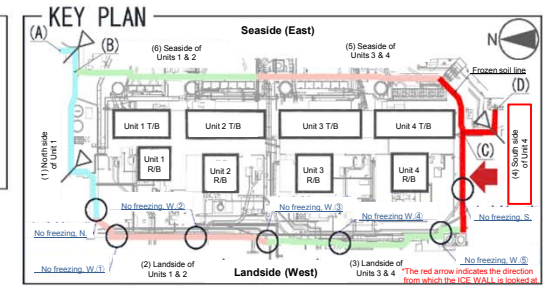 KEY PLAN
Seaside (East)
N
(A)
(B)
(6) Seaside of
Units 1 & 2
(5) Seaside of
Units 3 & 4
Frozen soil line
(D)
(1) North side
of Unit 1
Unit 1 T/B
Unit 2 T/B
Unit 3 T/B
Unit 4 T/B
(C)
(4) South side
of Unit 4
Unit 1
R/B
Unit 2
R/B
Unit 3
R/B
Unit 4
R/B
No freezing, W.②
No freezing, W.③
No freezing, W.④
No freezing, S.
No freezing, N.
No freezing, W.①
(2) Landside of
Units 1 & 2
Landside (West)
(3) Landside of
Units 3 & 4
No freezing, W.⑤
*The red arrow indicates the direction
from which the ICE WALL is looked at.